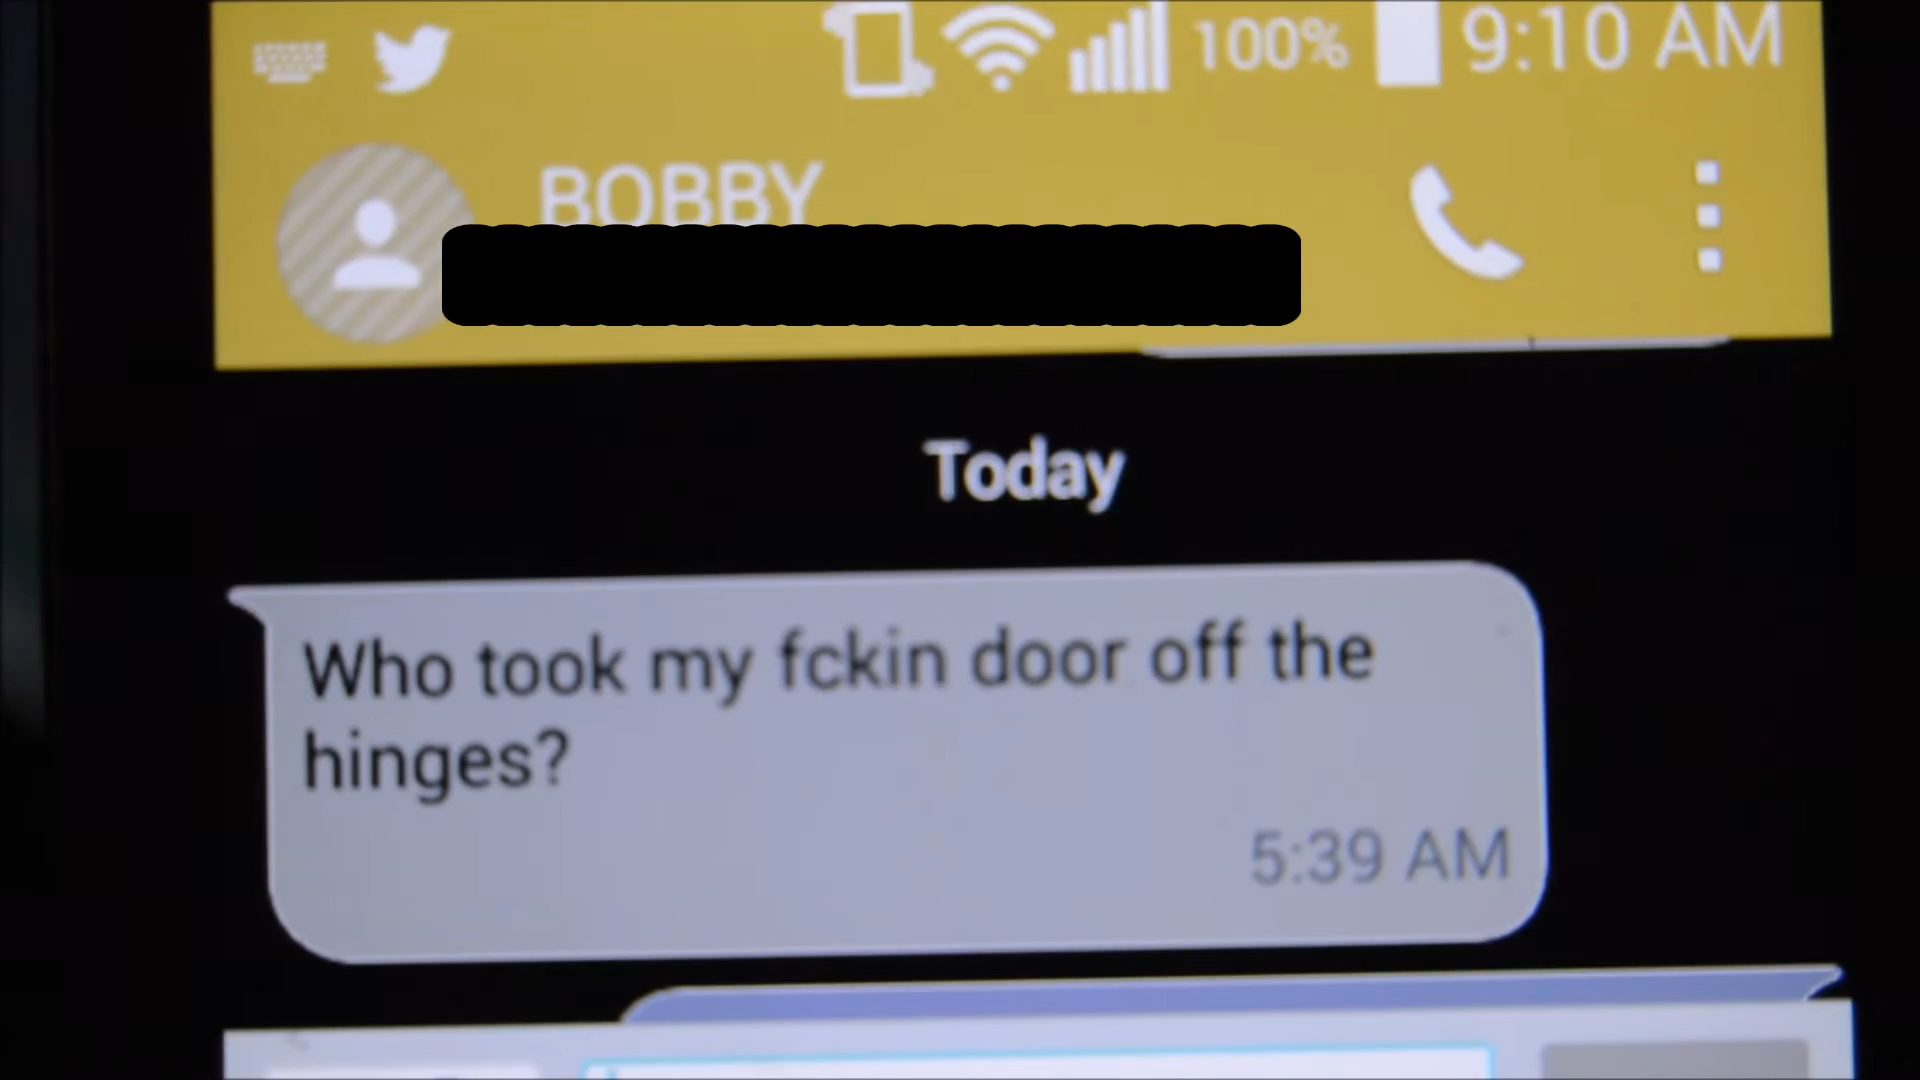 100% 9:10 AM
BOBBY
Today
Who took my fckin door off the
hinges?
5:39 AM